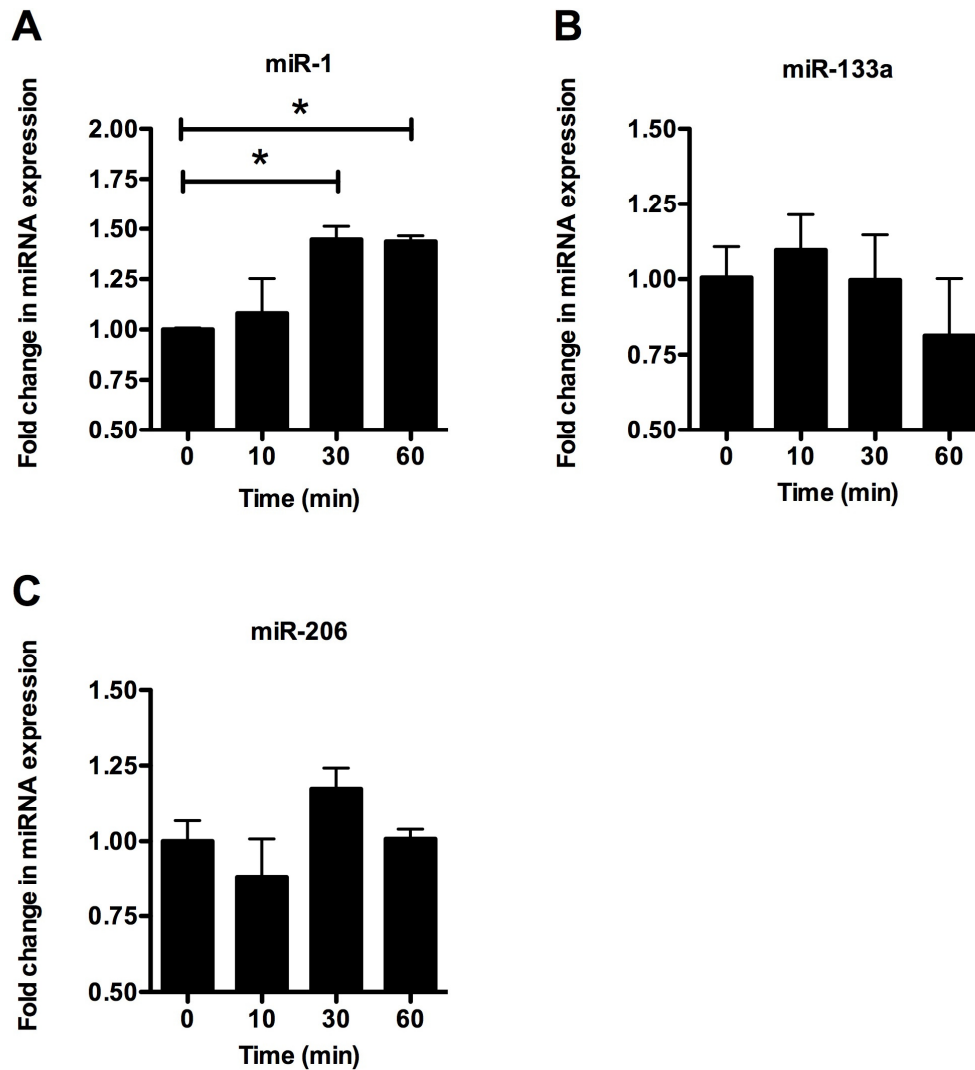 A
miR-1
Fold change in miRNA expression
2.00
1.75
1.50
1.25
1.00
0.75
0.50
*
*
0 10 30 60
Time (min)
B
miR-133a
Fold change in miRNA expression
1.50
1.25
1.00
0.75
0.50
0 10 30 60
Time (min)
C
miR-206
Fold change in miRNA expression
1.50
1.25
1.00
0.75
0.50
0 10 30 60
Time (min)